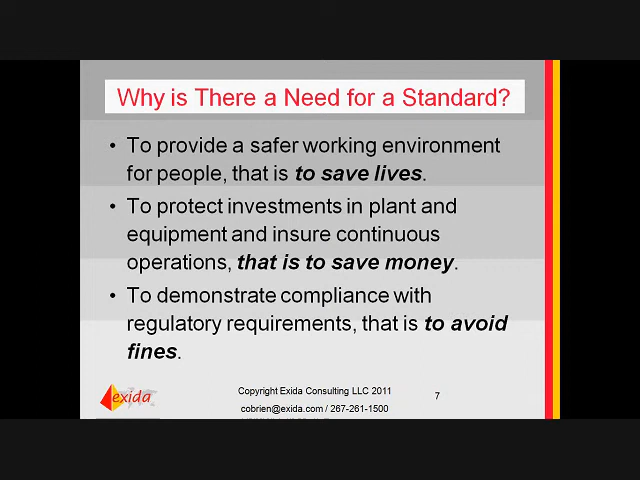 Why is There a Need for a Standard?
• To provide a safer working environment
for people, that is to save lives.
• To protect investments in plant and
equipment and insure continuous
operations, that is to save money.
• To demonstrate compliance with
regulatory requirements, that is to avoid
fines.
exida
Copyright Exida Consulting LLC 2011
7
cobrien@exida.com / 267-261-1500